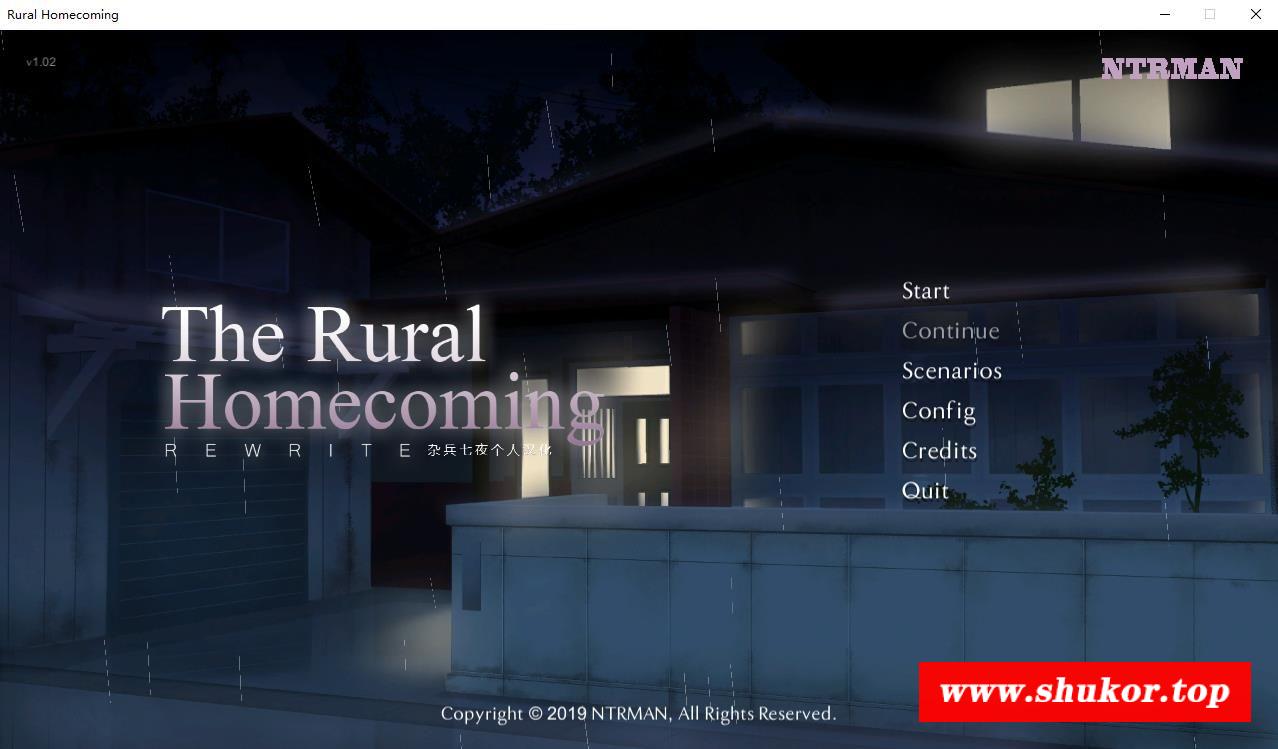 Rural Homecoming
v1.02
NTRMAN
The Rural
Homecoming
REWRITE 杂兵七夜个人汉化
Start
Continue
Scenarios
Config
Credits
Quit
www.shukor.top
Copyright © 2019 NTRMAN, All Rights Reserved.